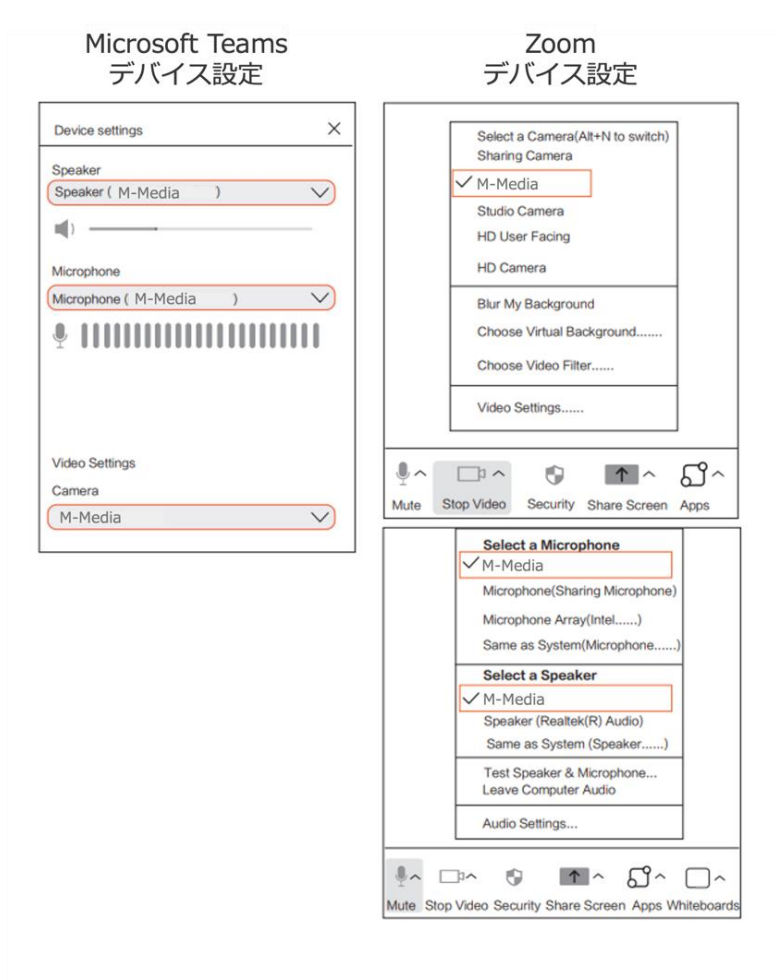 Microsoft Teams
デバイス設定
Device settings
Speaker
Speaker ( M-Media )
Microphone
Microphone ( M-Media )
Video Settings
Camera
M-Media
Zoom
デバイス設定
Select a Camera(Alt+N to switch)
Sharing Camera
M-Media
Studio Camera
HD User Facing
HD Camera
Blur My Background
Choose Virtual Background.......
Choose Video Filter......
Video Settings......
Mute Stop Video Security Share Screen Apps
Select a Microphone
M-Media
Microphone(Sharing Microphone)
Microphone Array(Intel......)
Same as System(Microphone......)
Select a Speaker
M-Media
Speaker (Realtek(R) Audio)
Same as System (Speaker......)
Test Speaker & Microphone...
Leave Computer Audio
Audio Settings...
Mute Stop Video Security Share Screen Apps Whiteboards